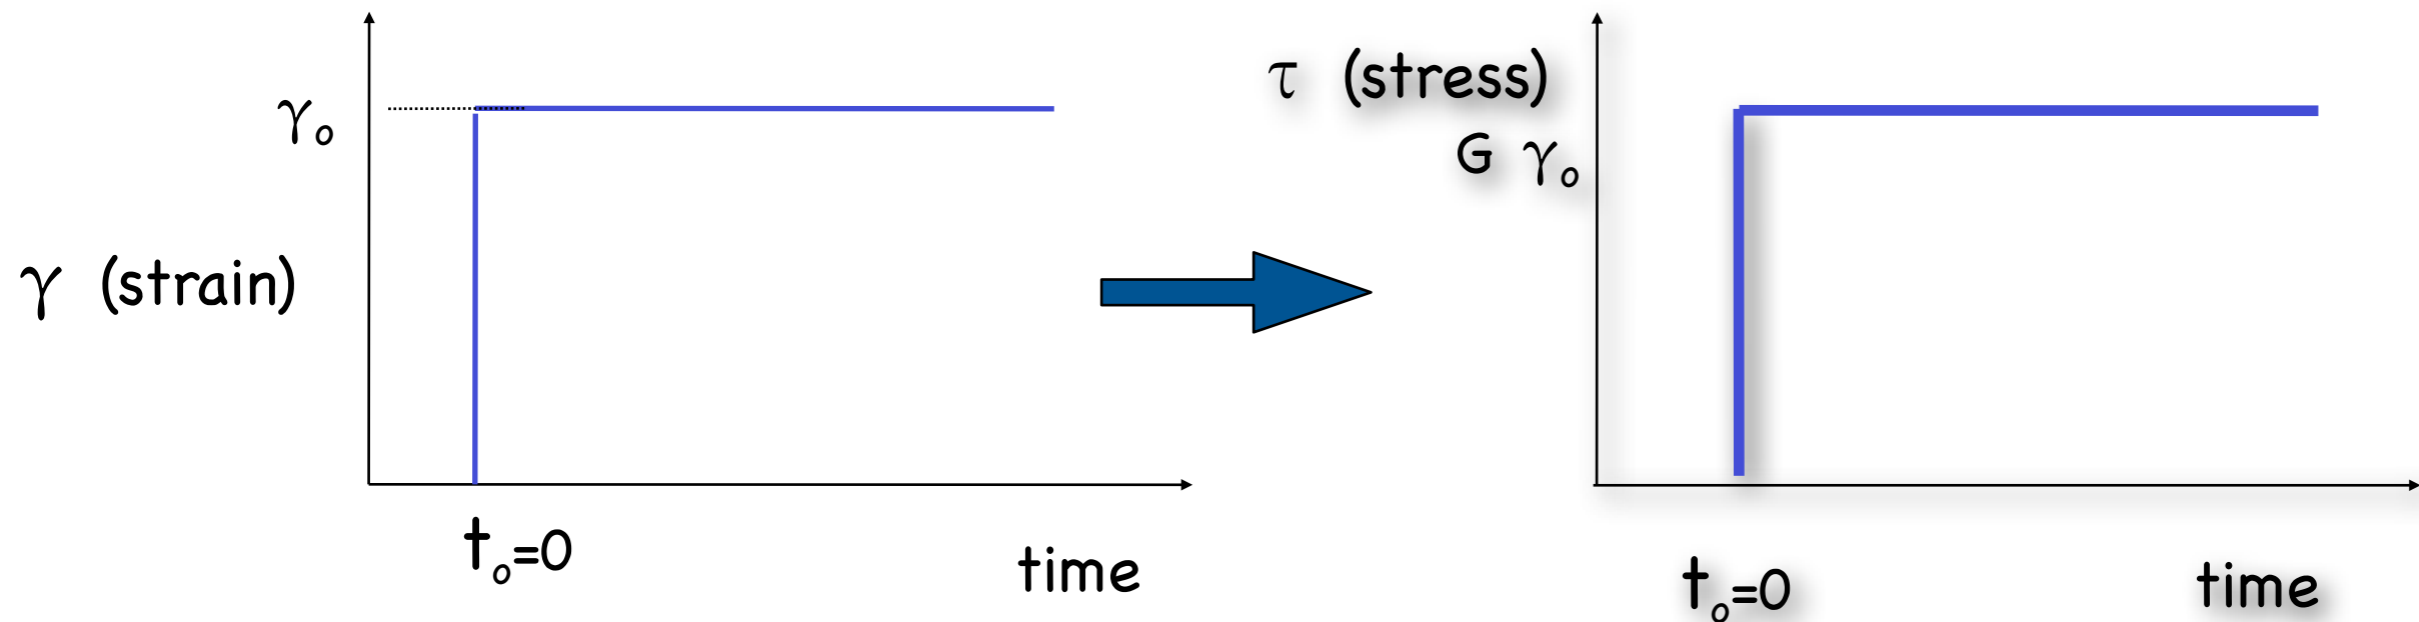 γₒ
γ (strain)
tₒ=0
time
τ (stress)
G γₒ
tₒ=0
time